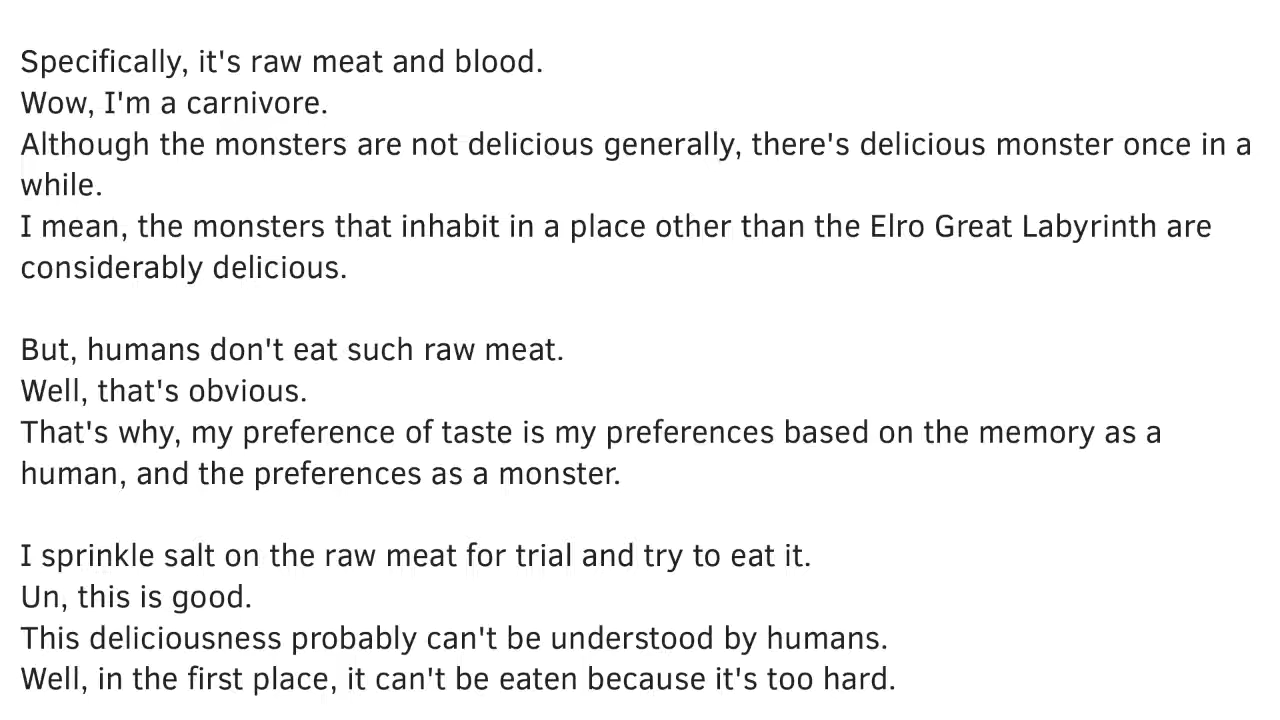 Specifically, it's raw meat and blood.
Wow, I'm a carnivore.
Although the monsters are not delicious generally, there's delicious monster once in a
while.
I mean, the monsters that inhabit in a place other than the Elro Great Labyrinth are
considerably delicious.
But, humans don't eat such raw meat.
Well, that's obvious.
That's why, my preference of taste is my preferences based on the memory as a
human, and the preferences as a monster.
I sprinkle salt on the raw meat for trial and try to eat it.
Un, this is good.
This deliciousness probably can't be understood by humans.
Well, in the first place, it can't be eaten because it's too hard.